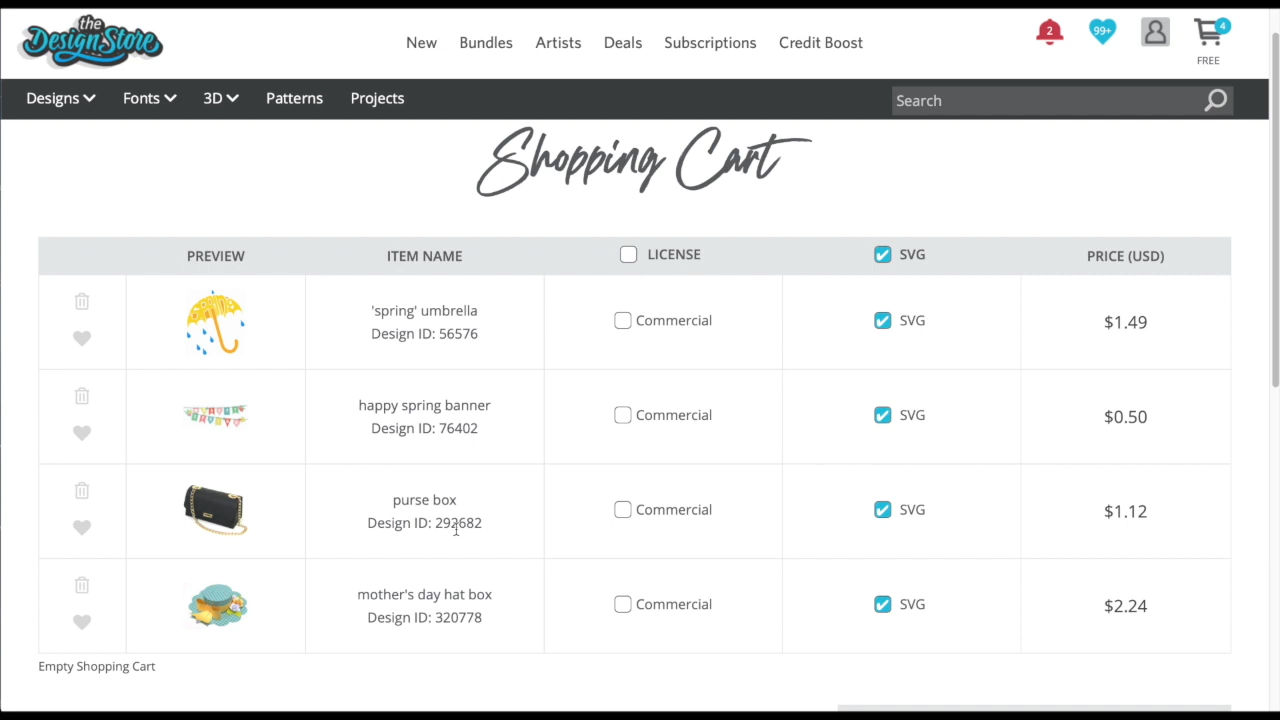 the
Design Store
New Bundles Artists Deals Subscriptions Credit Boost
2
99+
4
FREE
Designs Fonts 3D Patterns Projects
Search
Shopping Cart
PREVIEW ITEM NAME LICENSE SVG PRICE (USD)
'spring' umbrella
Design ID: 56576
Commercial
SVG
$1.49
happy spring banner
Design ID: 76402
Commercial
SVG
$0.50
purse box
Design ID: 292682
Commercial
SVG
$1.12
mother's day hat box
Design ID: 320778
Commercial
SVG
$2.24
Empty Shopping Cart